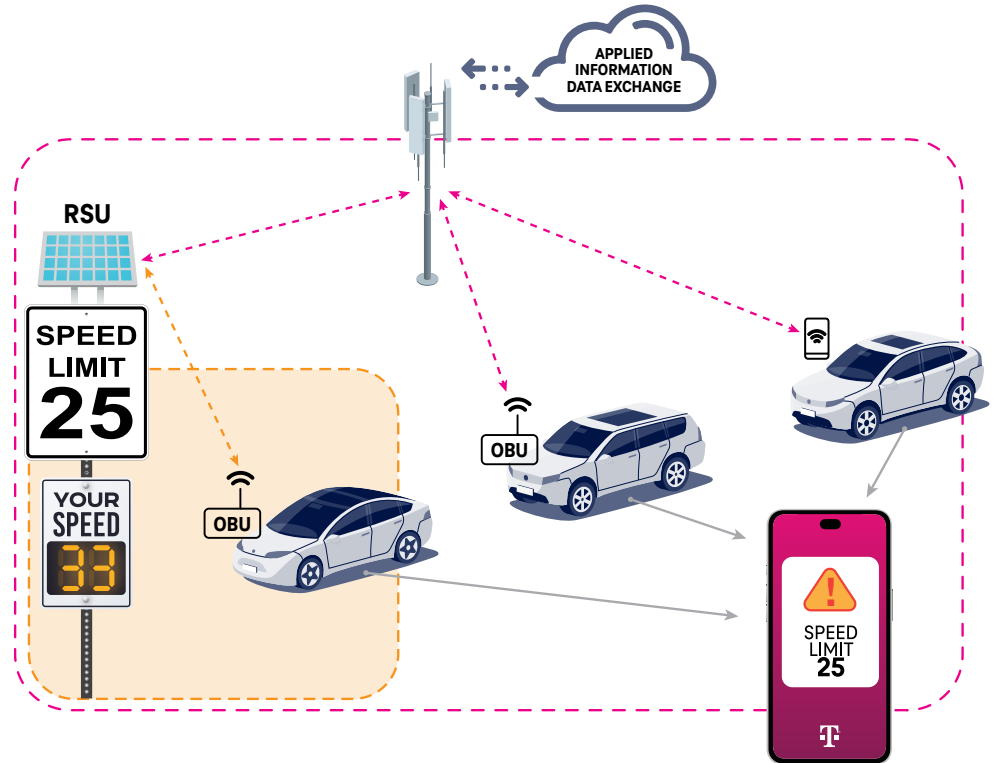 APPLIED
INFORMATION
DATA EXCHANGE
RSU
SPEED
LIMIT
25
YOUR
SPEED
33
OBU
OBU
SPEED
LIMIT
25
T